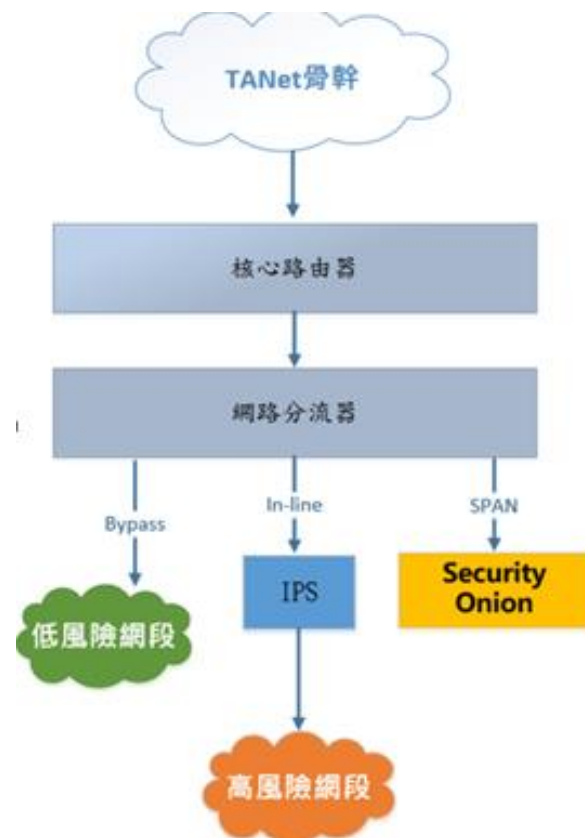 TANet骨幹
核心路由器
網路分流器
Bypass
In-line
SPAN
低風險網段
IPS
Security
Onion
高風險網段